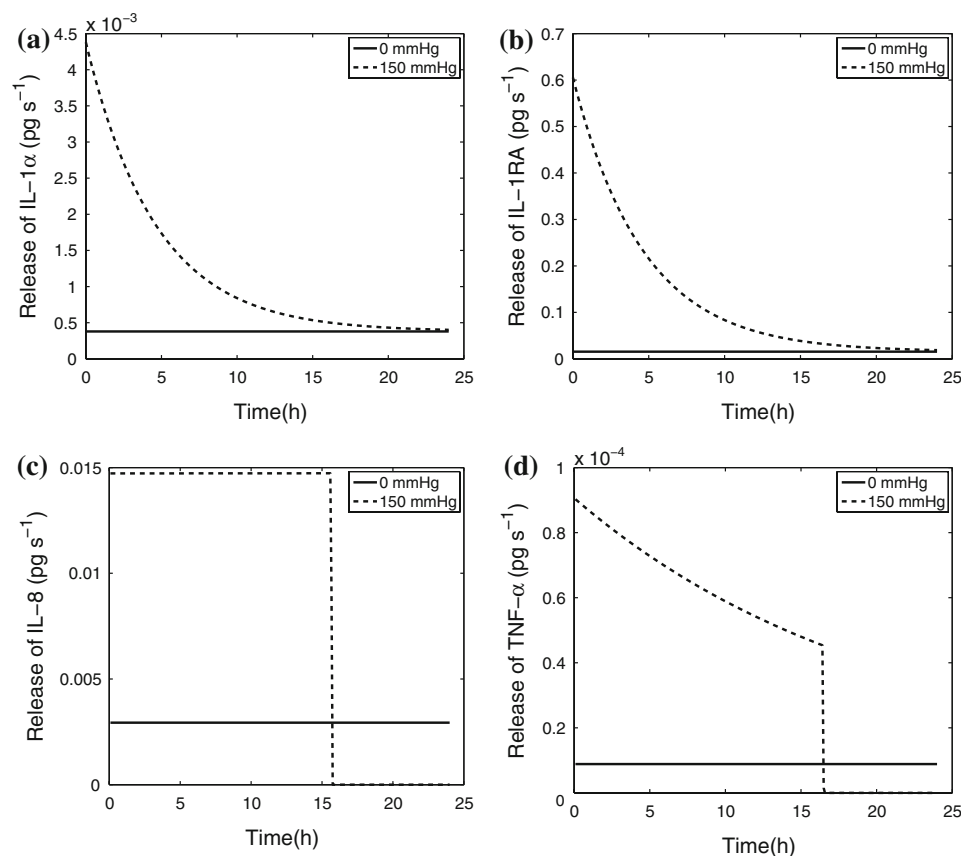 (a)
x 10⁻³
4.5
4
3.5
3
2.5
2
1.5
1
0.5
0
Release of IL−1α (pg s⁻¹)
0 mmHg
150 mmHg
0 5 10 15 20 25
Time(h)
(b)
0.7
0.6
0.5
0.4
0.3
0.2
0.1
0
Release of IL−1RA (pg s⁻¹)
0 mmHg
150 mmHg
0 5 10 15 20 25
Time(h)
(c)
0.015
0.01
0.005
0
Release of IL−8 (pg s⁻¹)
0 mmHg
150 mmHg
0 5 10 15 20 25
Time(h)
(d)
x 10⁻⁴
1
0.8
0.6
0.4
0.2
0
Release of TNF−α (pg s⁻¹)
0 mmHg
150 mmHg
0 5 10 15 20 25
Time(h)